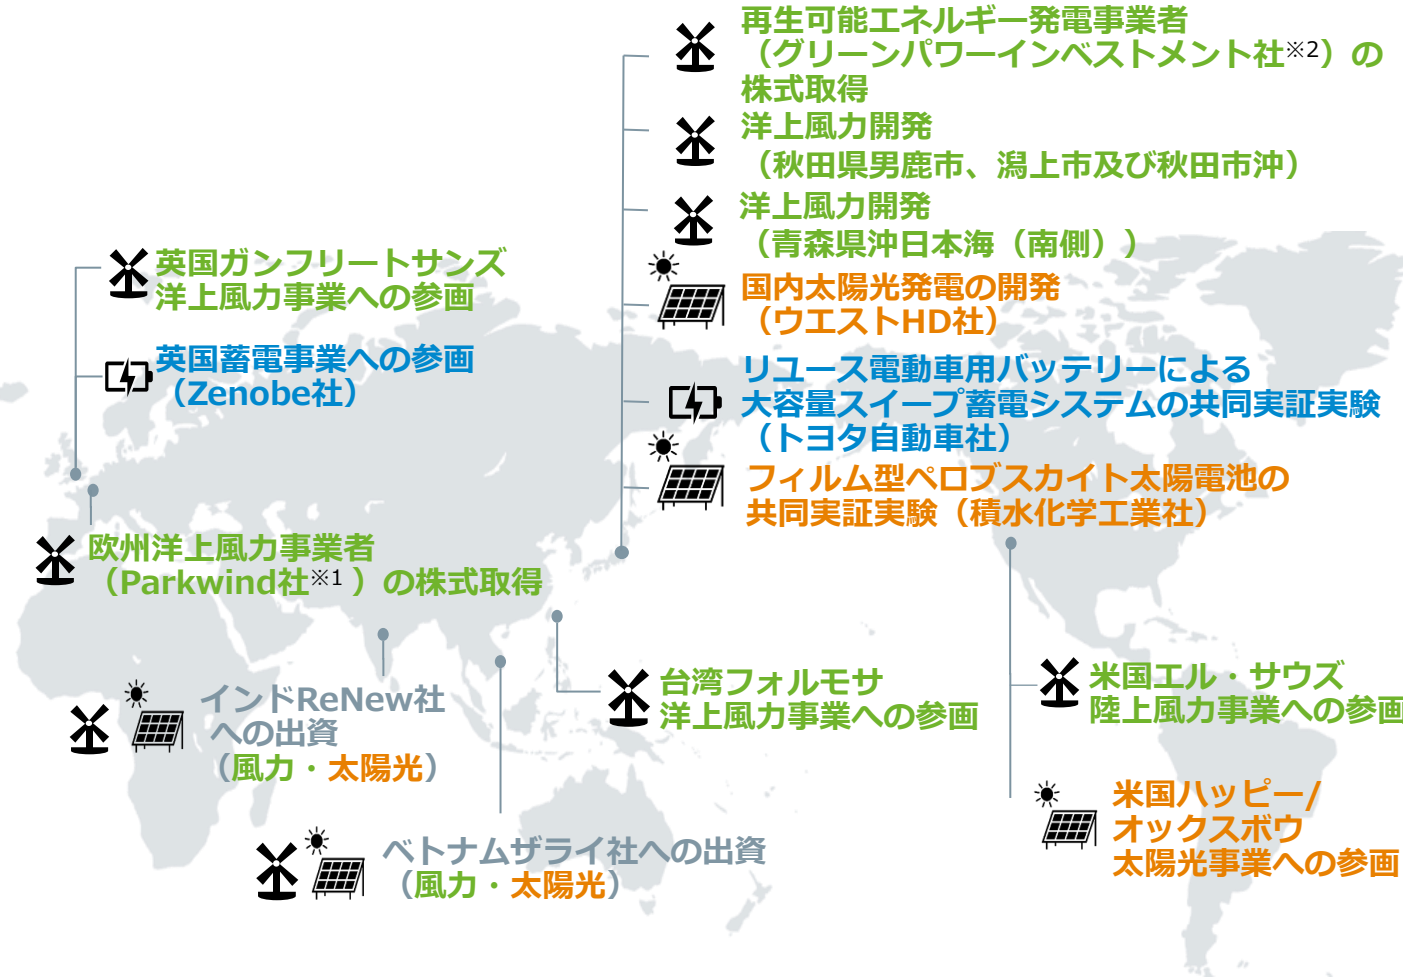 再生可能エネルギー発電事業者
（グリーンパワーインベストメント社※2）の
株式取得
洋上風力開発
（秋田県男鹿市、潟上市及び秋田市沖）
洋上風力開発
（青森県沖日本海（南側））
国内太陽光発電の開発
（ウエストHD社）
リユース電動車用バッテリーによる
大容量スイープ蓄電システムの共同実証実験
（トヨタ自動車社）
フィルム型ペロブスカイト太陽電池の
共同実証実験（積水化学工業社）
英国ガンフリートサンズ
洋上風力事業への参画
英国蓄電事業への参画
（Zenobe社）
欧州洋上風力事業者
（Parkwind社※1 ）の株式取得
インドReNew社
への出資
（風力・太陽光）
ベトナムザライ社への出資
（風力・太陽光）
台湾フォルモサ
洋上風力事業への参画
米国エル・サウズ
陸上風力事業への参画
米国ハッピー/
オックスボウ
太陽光事業への参画